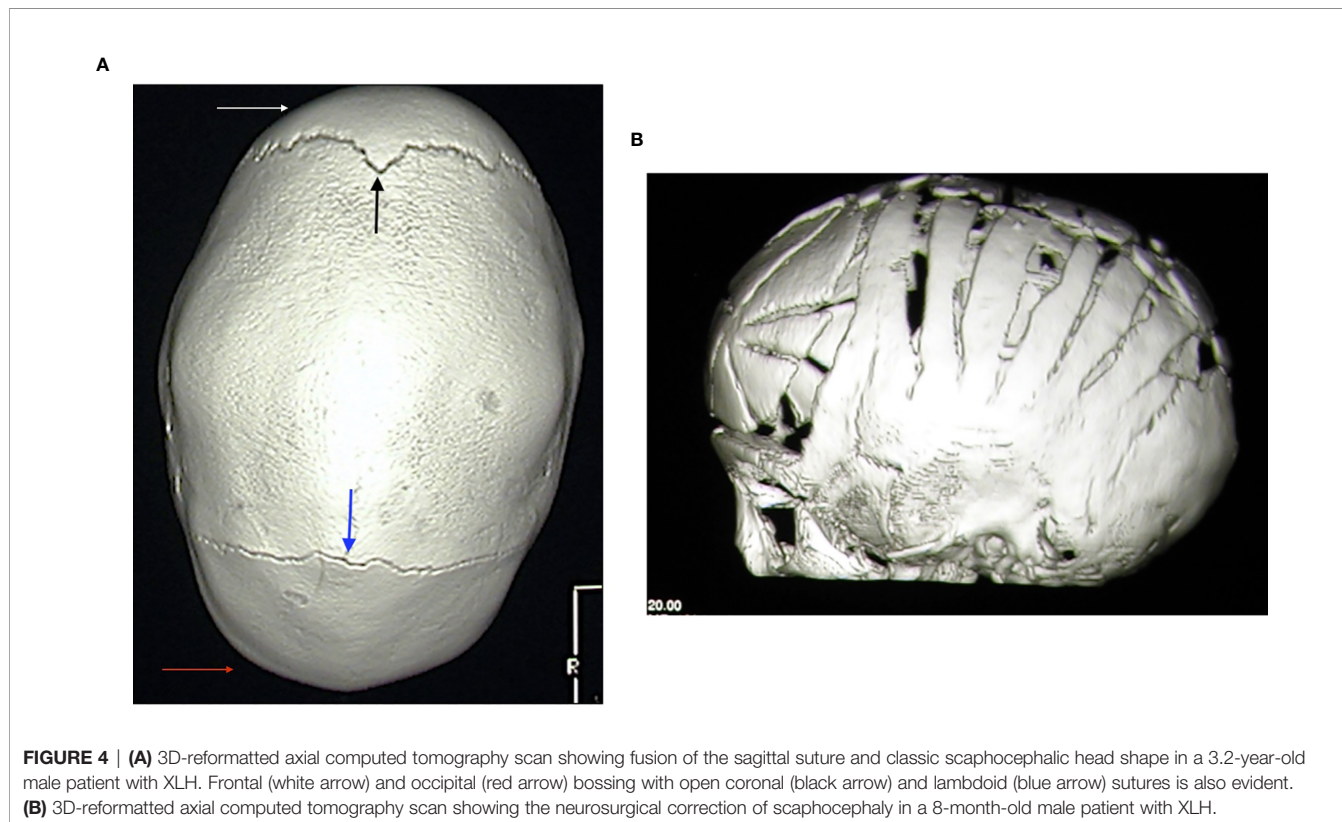 A
B
R
20.00
FIGURE 4 | (A) 3D-reformatted axial computed tomography scan showing fusion of the sagittal suture and classic scaphocephalic head shape in a 3.2-year-old
male patient with XLH. Frontal (white arrow) and occipital (red arrow) bossing with open coronal (black arrow) and lambdoid (blue arrow) sutures is also evident.
(B) 3D-reformatted axial computed tomography scan showing the neurosurgical correction of scaphocephaly in a 8-month-old male patient with XLH.